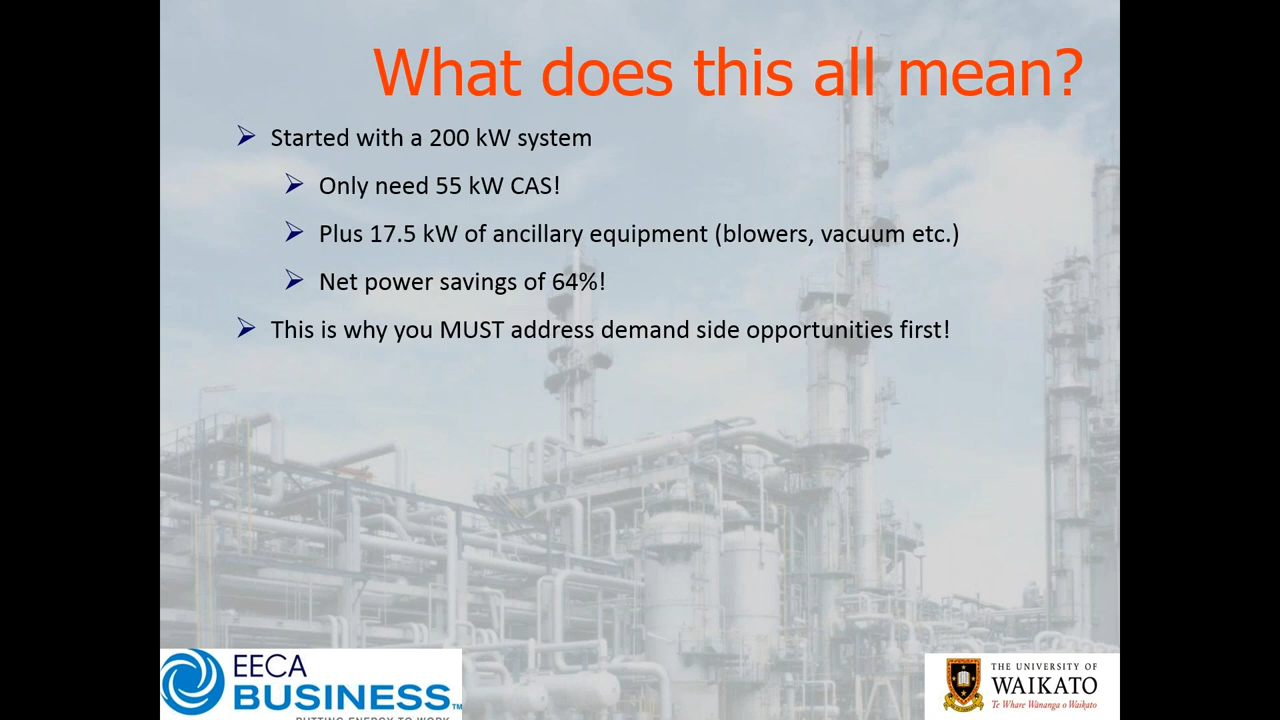 What does this all mean?
Started with a 200 kW system
Only need 55 kW CAS!
Plus 17.5 kW of ancillary equipment (blowers, vacuum etc.)
Net power savings of 64%!
This is why you MUST address demand side opportunities first!
EECA
BUSINESS™
PUTTING ENERGY TO WORK
THE UNIVERSITY OF
WAIKATO
Te Whare Wānanga o Waikato